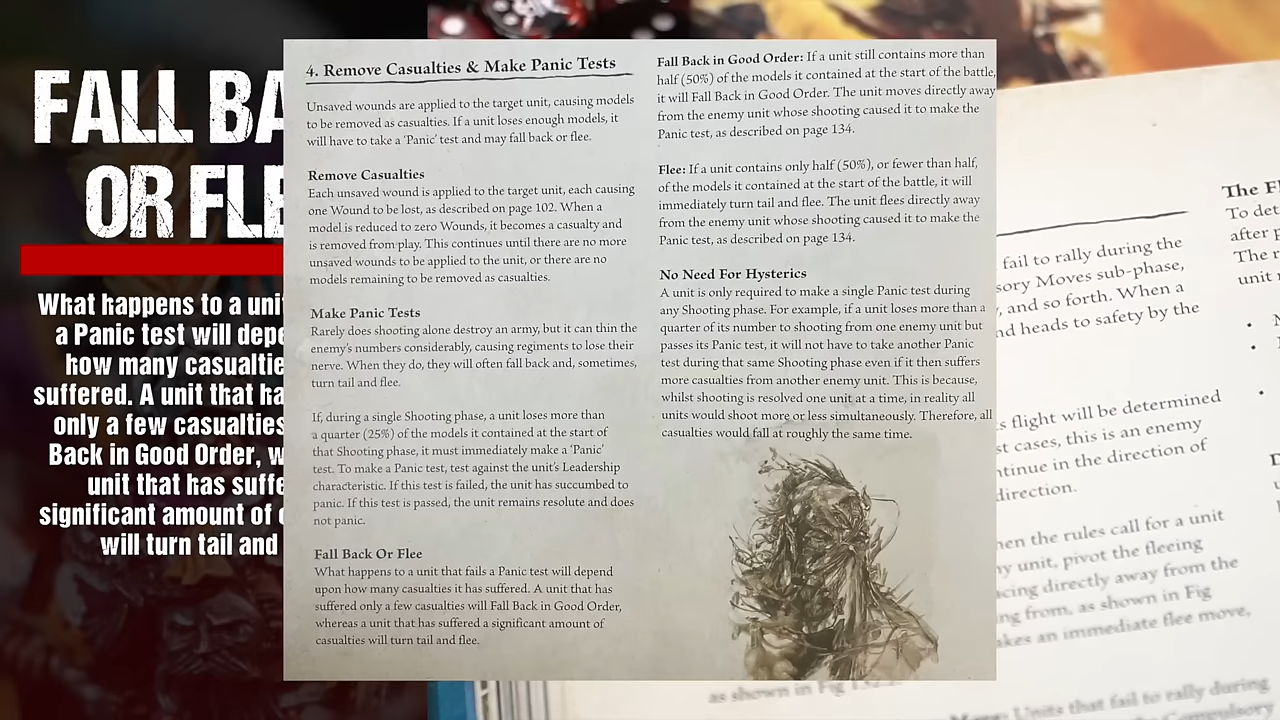 FALL BA
OR FLE
What happens to a uni
a Panic test will depe
how many casualtie
suffered. A unit that ha
only a few casualties
Back in Good Order, w
unit that has suffe
significant amount of
will turn tail and
4. Remove Casualties & Make Panic Tests
Unsaved wounds are applied to the target unit, causing models
to be removed as casualties. If a unit loses enough models, it
will have to take a 'Panic' test and may fall back or flee.
Remove Casualties
Each unsaved wound is applied to the target unit, each causing
one Wound to be lost, as described on page 102. When a
model is reduced to zero Wounds, it becomes a casualty and
is removed from play. This continues until there are no more
unsaved wounds to be applied to the unit, or there are no
models remaining to be removed as casualties.
Make Panic Tests
Rarely does shooting alone destroy an army, but it can thin the
enemy's numbers considerably, causing regiments to lose their
nerve. When they do, they will often fall back and, sometimes,
turn tail and flee.
If, during a single Shooting phase, a unit loses more than
a quarter (25%) of the models it contained at the start of
that Shooting phase, it must immediately make a 'Panic'
test. To make a Panic test, test against the unit's Leadership
characteristic. If this test is failed, the unit has succumbed to
panic. If this test is passed, the unit remains resolute and does
not panic.
Fall Back Or Flee
What happens to a unit that fails a Panic test will depend
upon how many casualties it has suffered. A unit that has
suffered only a few casualties will Fall Back in Good Order,
whereas a unit that has suffered a significant amount of
casualties will turn tail and flee.
Fall Back in Good Order: If a unit still contains more than
half (50%) of the models it contained at the start of the battle,
it will Fall Back in Good Order. The unit moves directly away
from the enemy unit whose shooting caused it to make the
Panic test, as described on page 134.
Flee: If a unit contains only half (50%), or fewer than half,
of the models it contained at the start of the battle, it will
immediately turn tail and flee. The unit flees directly away
from the enemy unit whose shooting caused it to make the
Panic test, as described on page 134.
No Need For Hysterics
A unit is only required to make a single Panic test during
any Shooting phase. For example, if a unit loses more than a
quarter of its number to shooting from one enemy unit but
passes its Panic test, it will not have to take another Panic
test during that same Shooting phase even if it then suffers
more casualties from another enemy unit. This is because,
whilst shooting is resolved one unit at a time, in reality all
units would shoot more or less simultaneously. Therefore, all
casualties would fall at roughly the same time.
fail to rally during the
sory Moves sub-phase,
, and so forth. When a
nd heads to safety by the
s flight will be determined
st cases, this is an enemy
ntinue in the direction of
direction.
hen the rules call for a unit
ny unit, pivot the fleeing
acing directly away from the
ng from, as shown in Fig
akes an immediate flee move,
as shown in Fig
Units that fail to rally during
The F
To det
after p
The r
unit